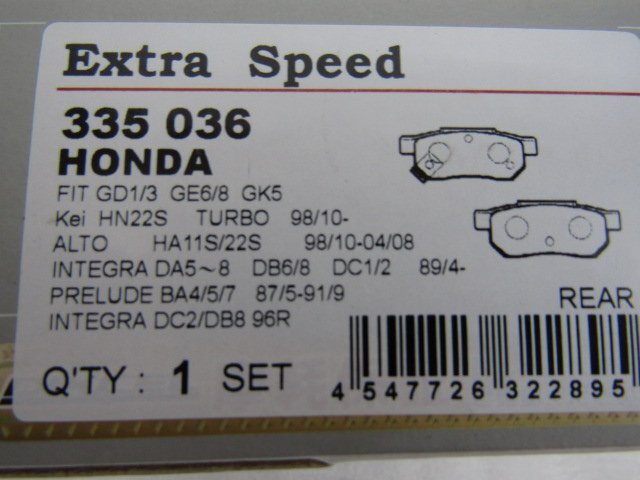 Extra Speed
335 036
HONDA
FIT GD1/3 GE6/8 GK5
Kei HN22S TURBO 98/10-
ALTO HA11S/22S 98/10-04/08
INTEGRA DA5~8 DB6/8 DC1/2 89/4-
PRELUDE BA4/5/7 87/5-91/9
INTEGRA DC2/DB8 96R
REAR
Q'TY : 1 SET
4 547726 322895